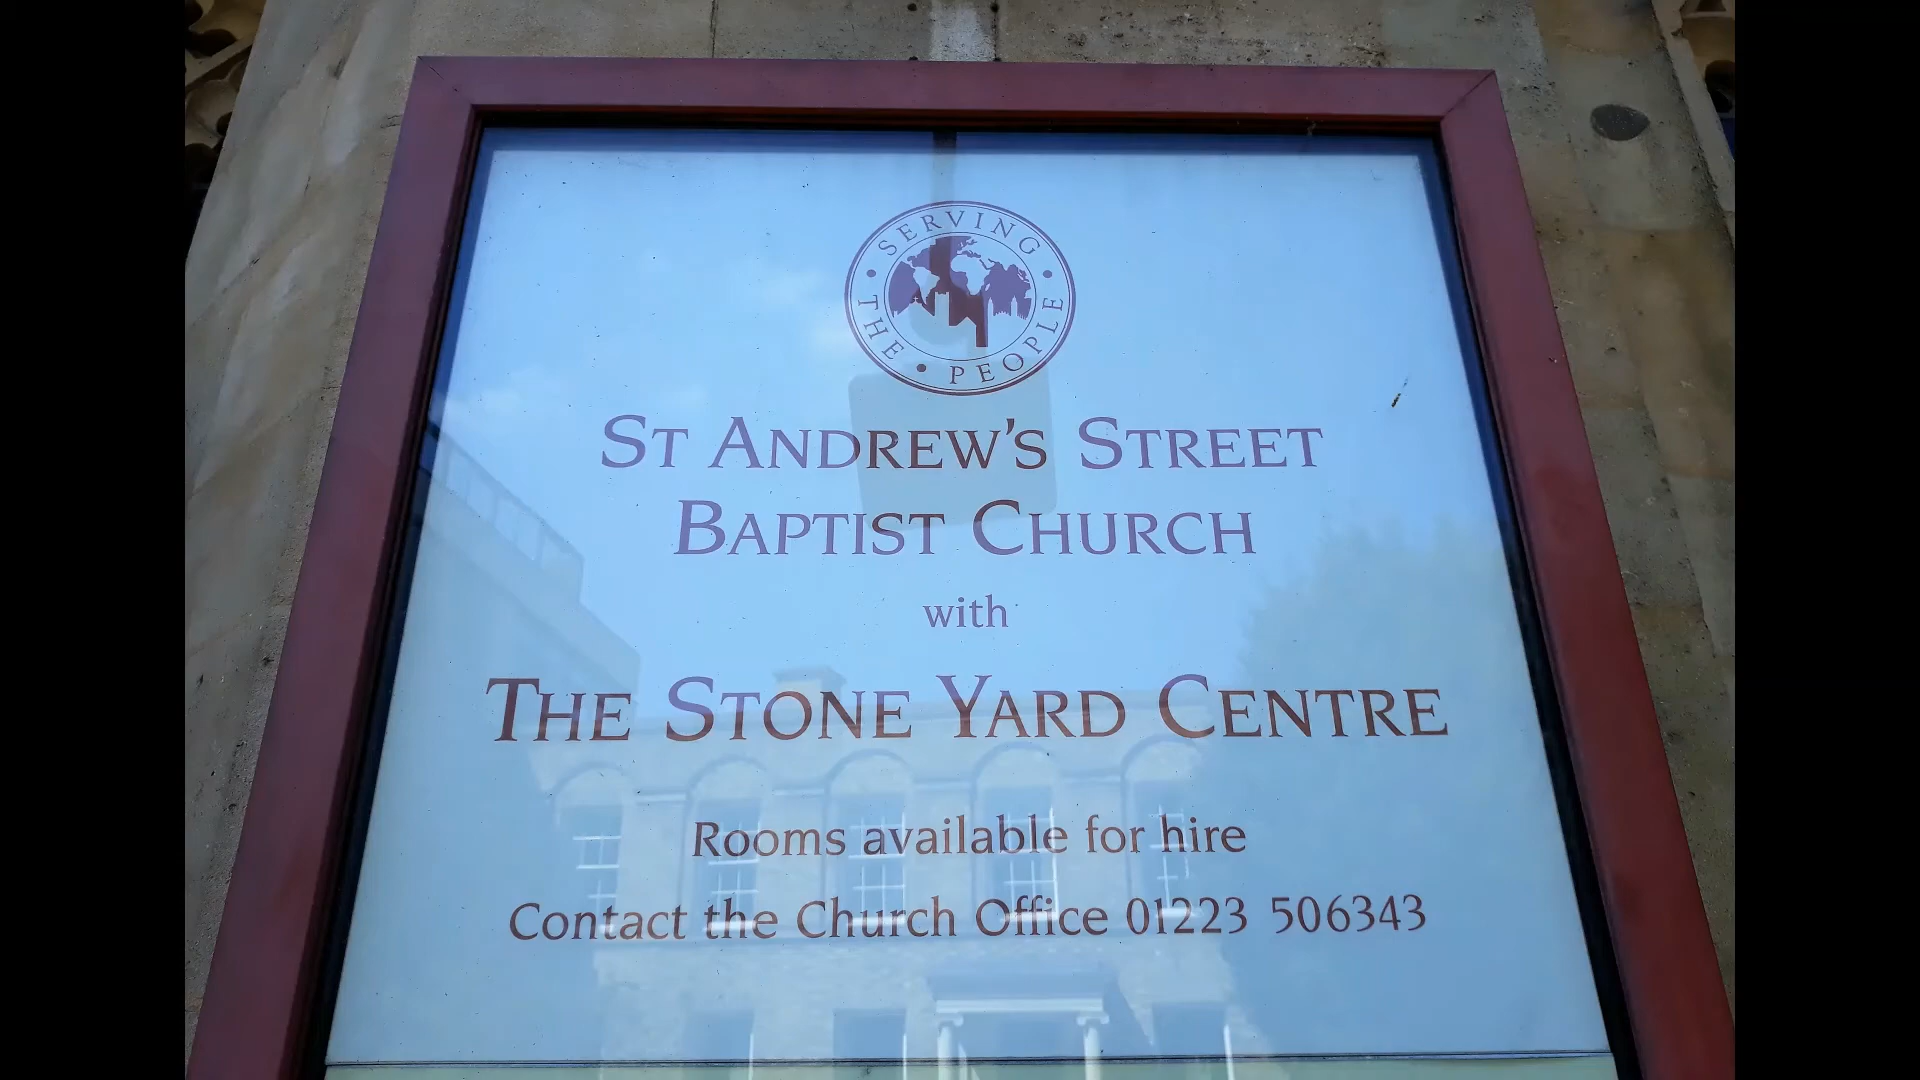 SERVING
THE PEOPLE
ST ANDREW'S STREET
BAPTIST CHURCH
with
THE STONE YARD CENTRE
Rooms available for hire
Contact the Church Office 01223 506343